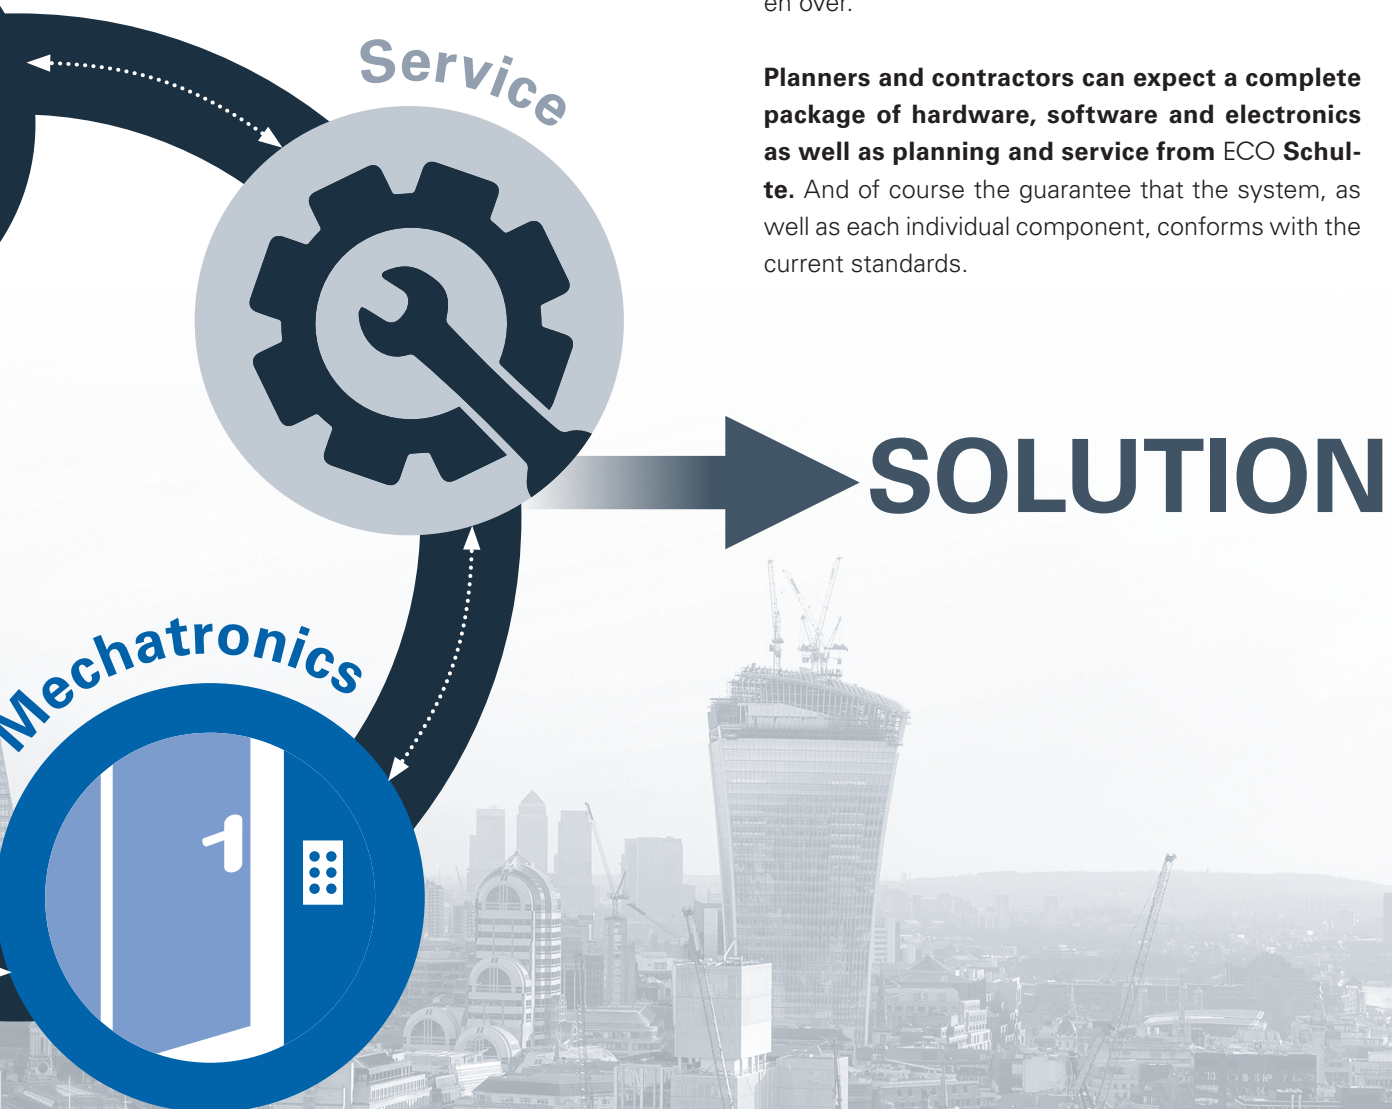 en over.
Planners and contractors can expect a complete
package of hardware, software and electronics
as well as planning and service from ECO Schul-
te. And of course the guarantee that the system, as
well as each individual component, conforms with the
current standards.
Service
SOLUTION
Mechatronics